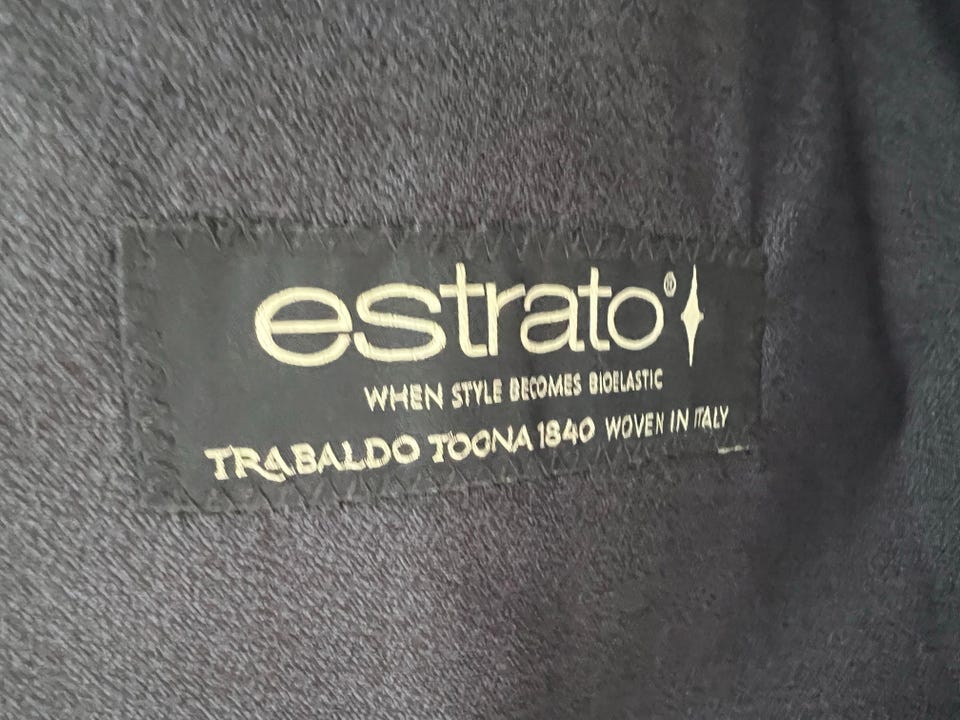 estrato®
WHEN STYLE BECOMES BIOELASTIC
TRABALDO TOGNA 1840 WOVEN IN ITALY